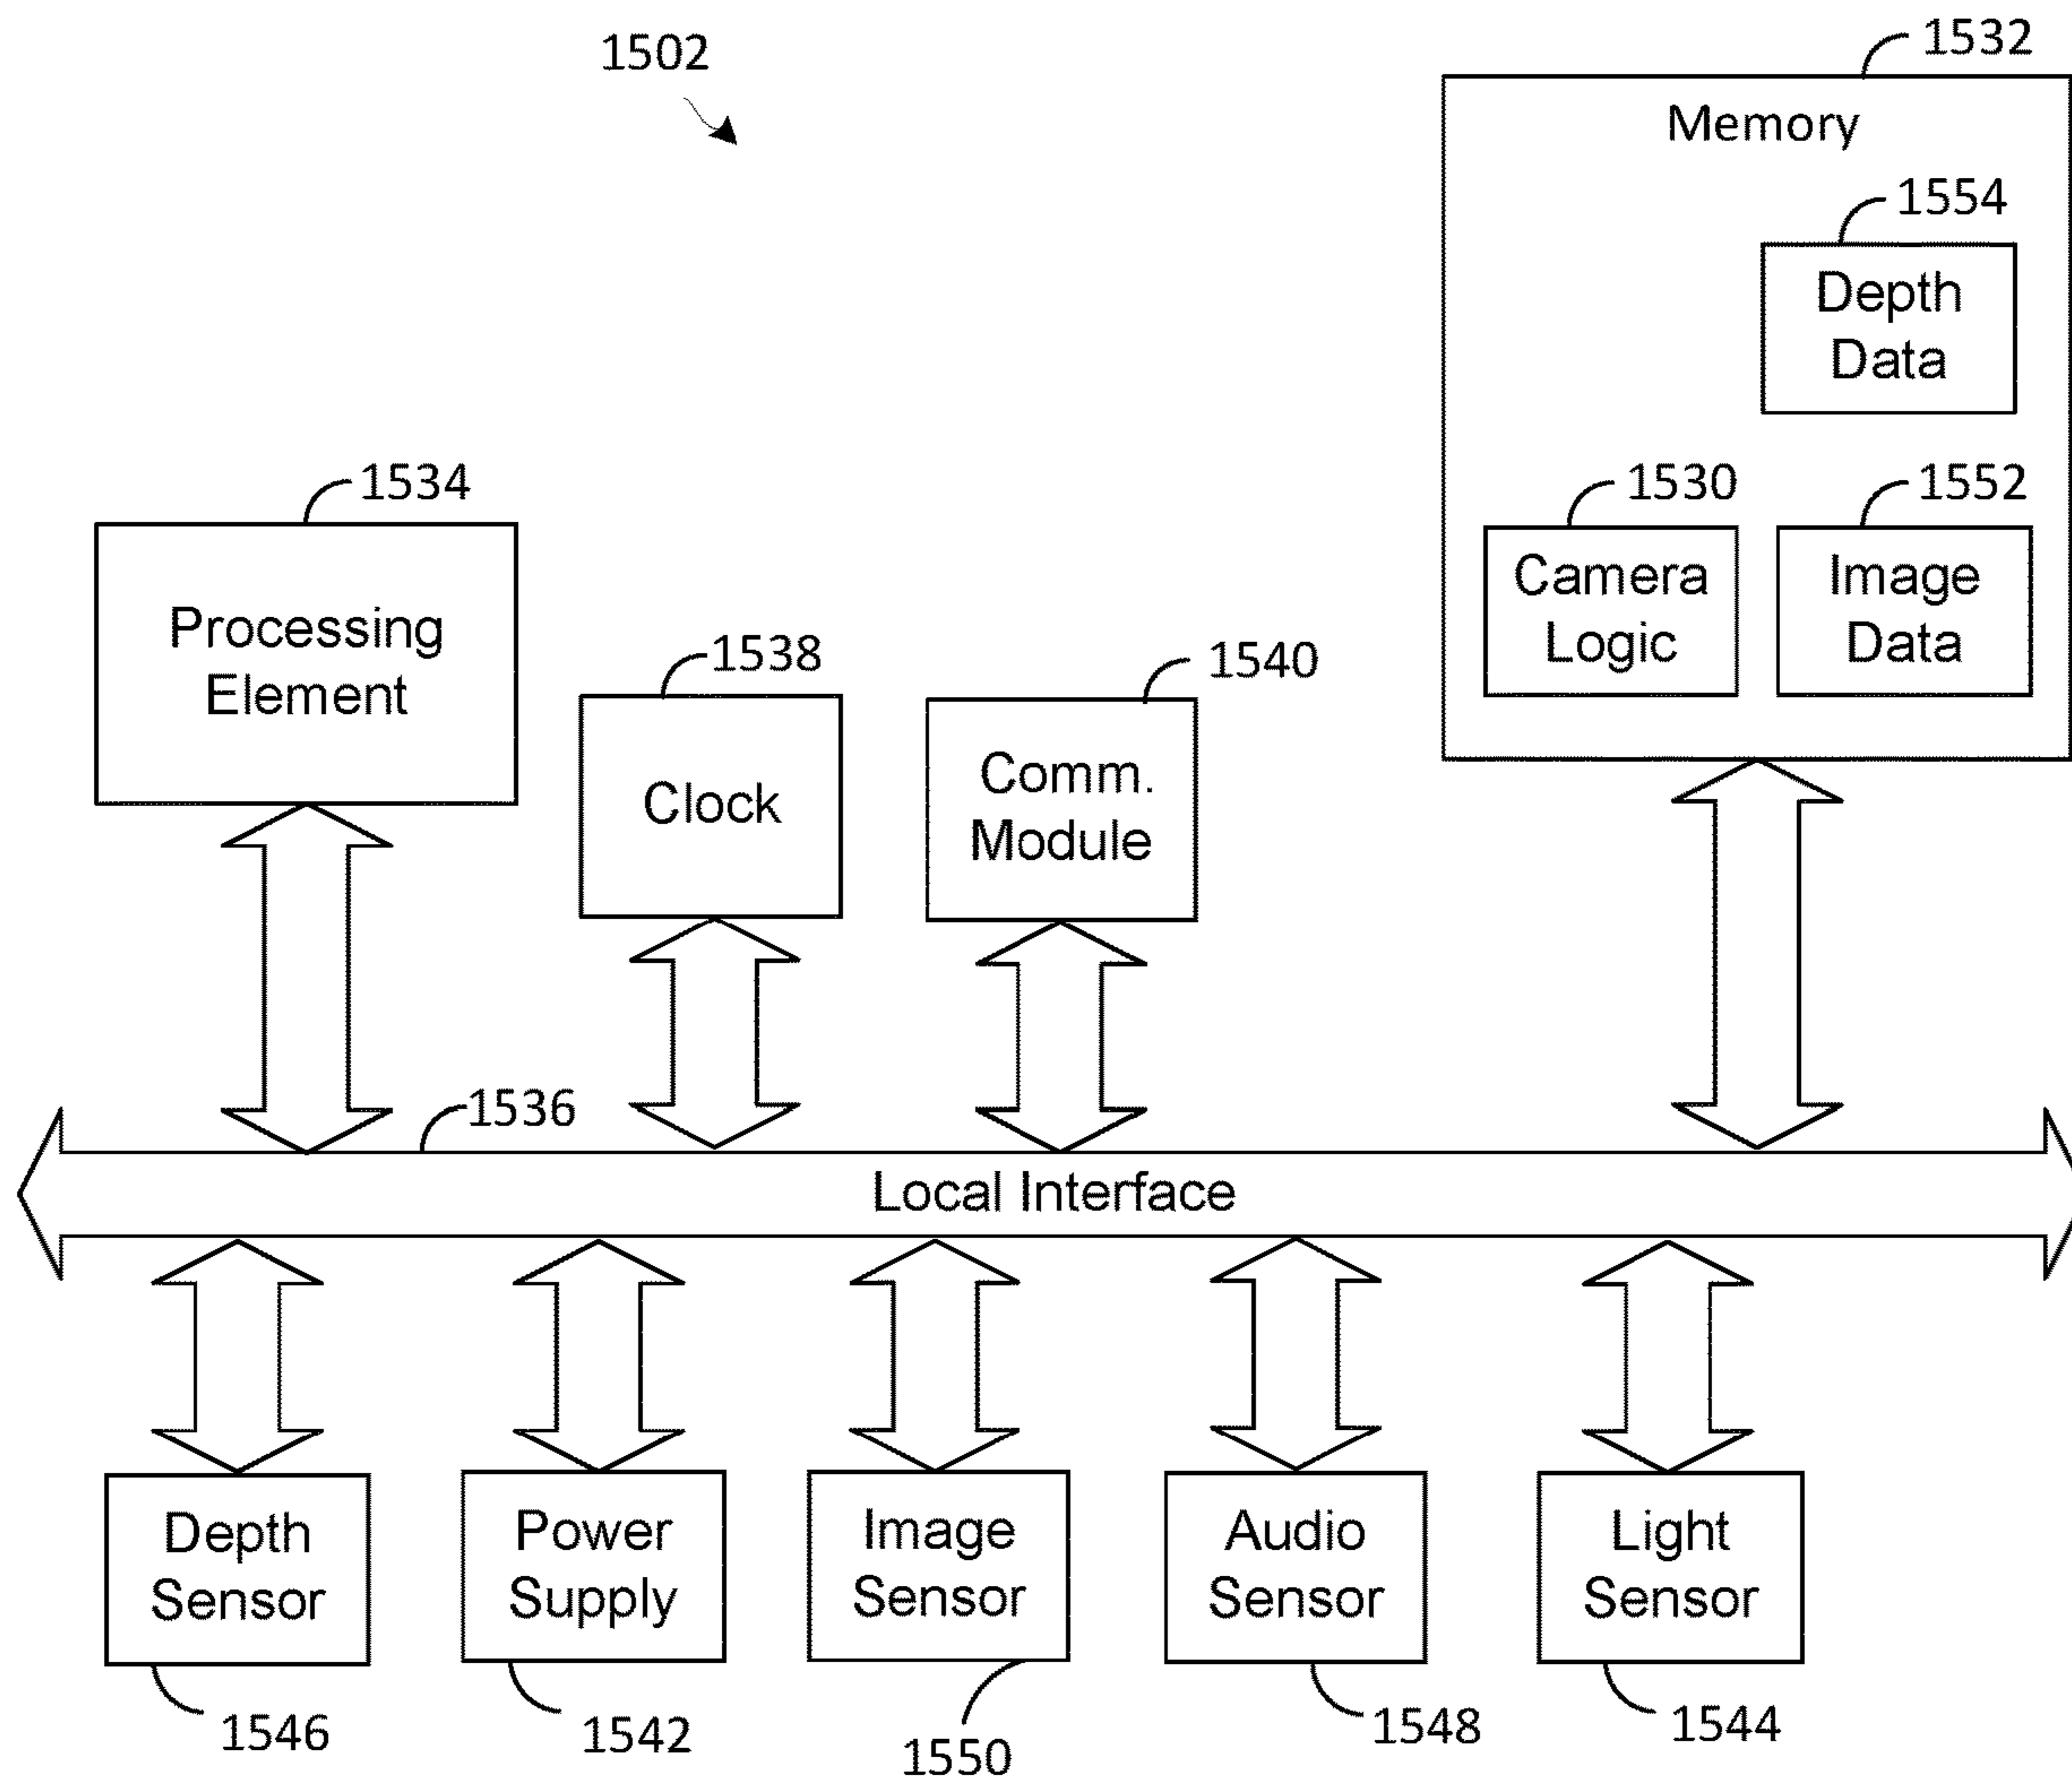 1502
1532
Memory
1554
Depth
Data
1534
1530
1552
Processing
Element
Camera
Logic
Image
Data
1538
1540
Clock
Comm.
Module
1536
Local Interface
Depth
Sensor
Power
Supply
Image
Sensor
Audio
Sensor
Light
Sensor
1546
1542
1550
1548
1544